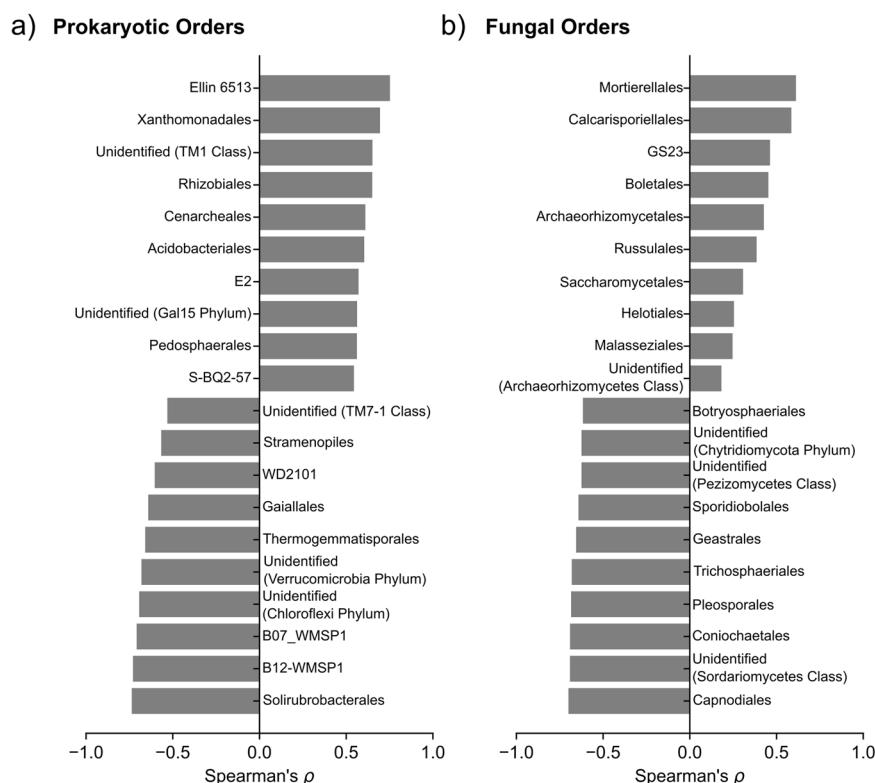 a) Prokaryotic Orders
Ellin 6513
Xanthomonadales
Unidentified (TM1 Class)
Rhizobiales
Cenarcheales
Acidobacteriales
E2
Unidentified (Gal15 Phylum)
Pedosphaerales
S-BQ2-57
Unidentified (TM7-1 Class)
Stramenopiles
WD2101
Gaiallales
Thermogemmatisporales
Unidentified
(Verrucomicrobia Phylum)
Unidentified
(Chloroflexi Phylum)
B07_WMSP1
B12-WMSP1
Solirubrobacterales
−1.0 −0.5 0.0 0.5 1.0
Spearman's ρ
b) Fungal Orders
Mortierellales
Calcarisporiellales
GS23
Boletales
Archaeorhizomycetales
Russulales
Saccharomycetales
Helotiales
Malasseziales
Unidentified
(Archaeorhizomycetes Class)
Botryosphaeriales
Unidentified
(Chytridiomycota Phylum)
Unidentified
(Pezizomycetes Class)
Sporidiobolales
Geastrales
Trichosphaeriales
Pleosporales
Coniochaetales
Unidentified
(Sordariomycetes Class)
Capnodiales
−1.0 −0.5 0.0 0.5 1.0
Spearman's ρ